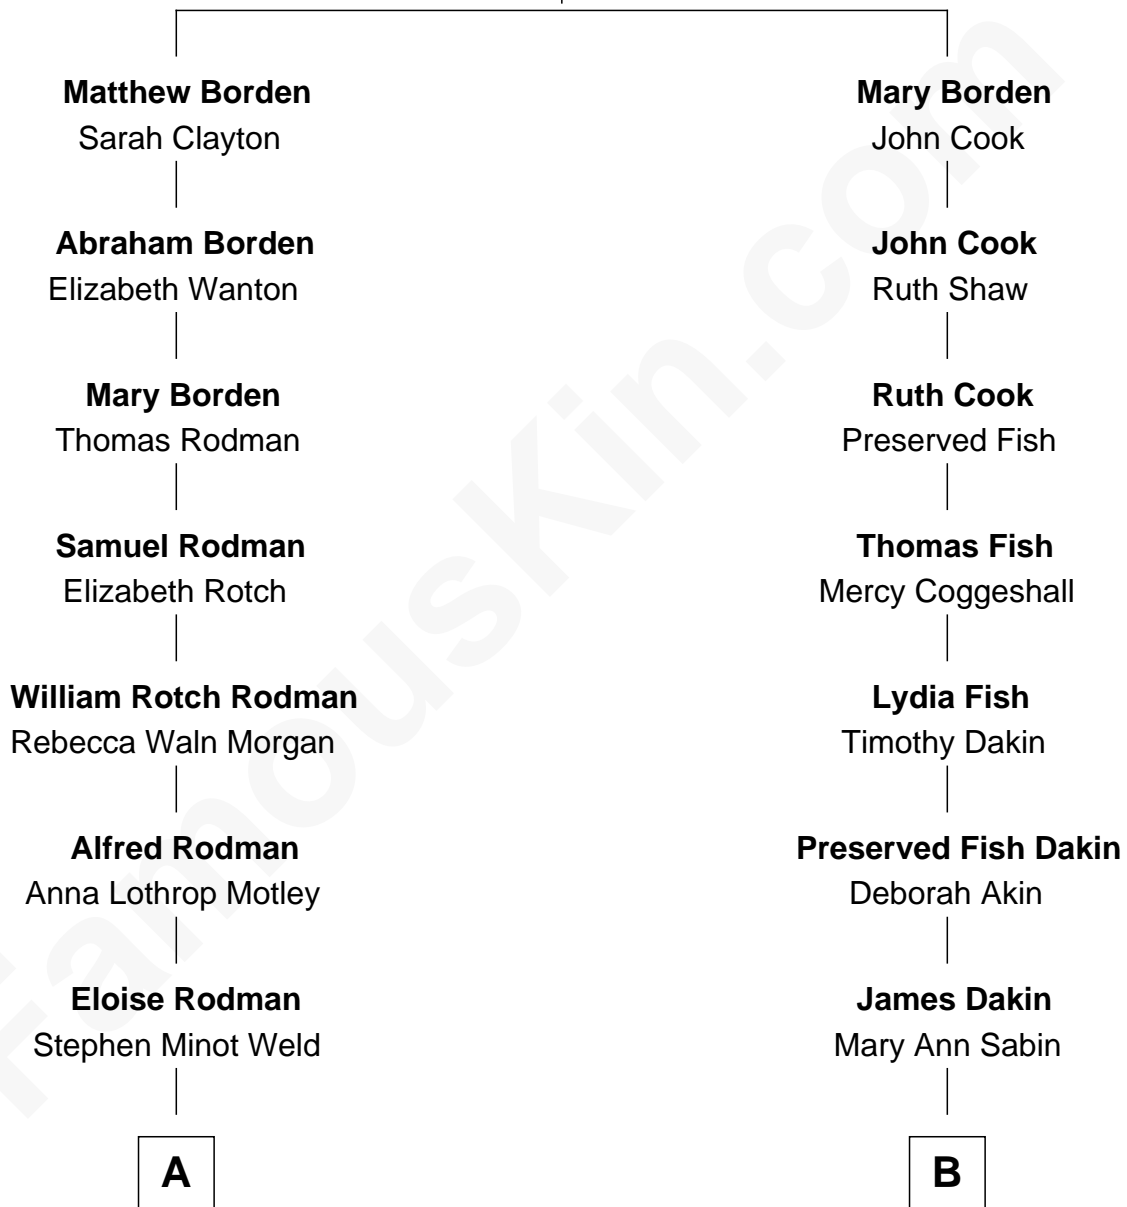 Matthew Borden
Sarah Clayton
Abraham Borden
Elizabeth Wanton
Mary Borden
Thomas Rodman
Samuel Rodman
Elizabeth Rotch
William Rotch Rodman
Rebecca Waln Morgan
Alfred Rodman
Anna Lothrop Motley
Eloise Rodman
Stephen Minot Weld
A
Mary Borden
John Cook
John Cook
Ruth Shaw
Ruth Cook
Preserved Fish
Thomas Fish
Mercy Coggeshall
Lydia Fish
Timothy Dakin
Preserved Fish Dakin
Deborah Akin
James Dakin
Mary Ann Sabin
B
FamousKin.com